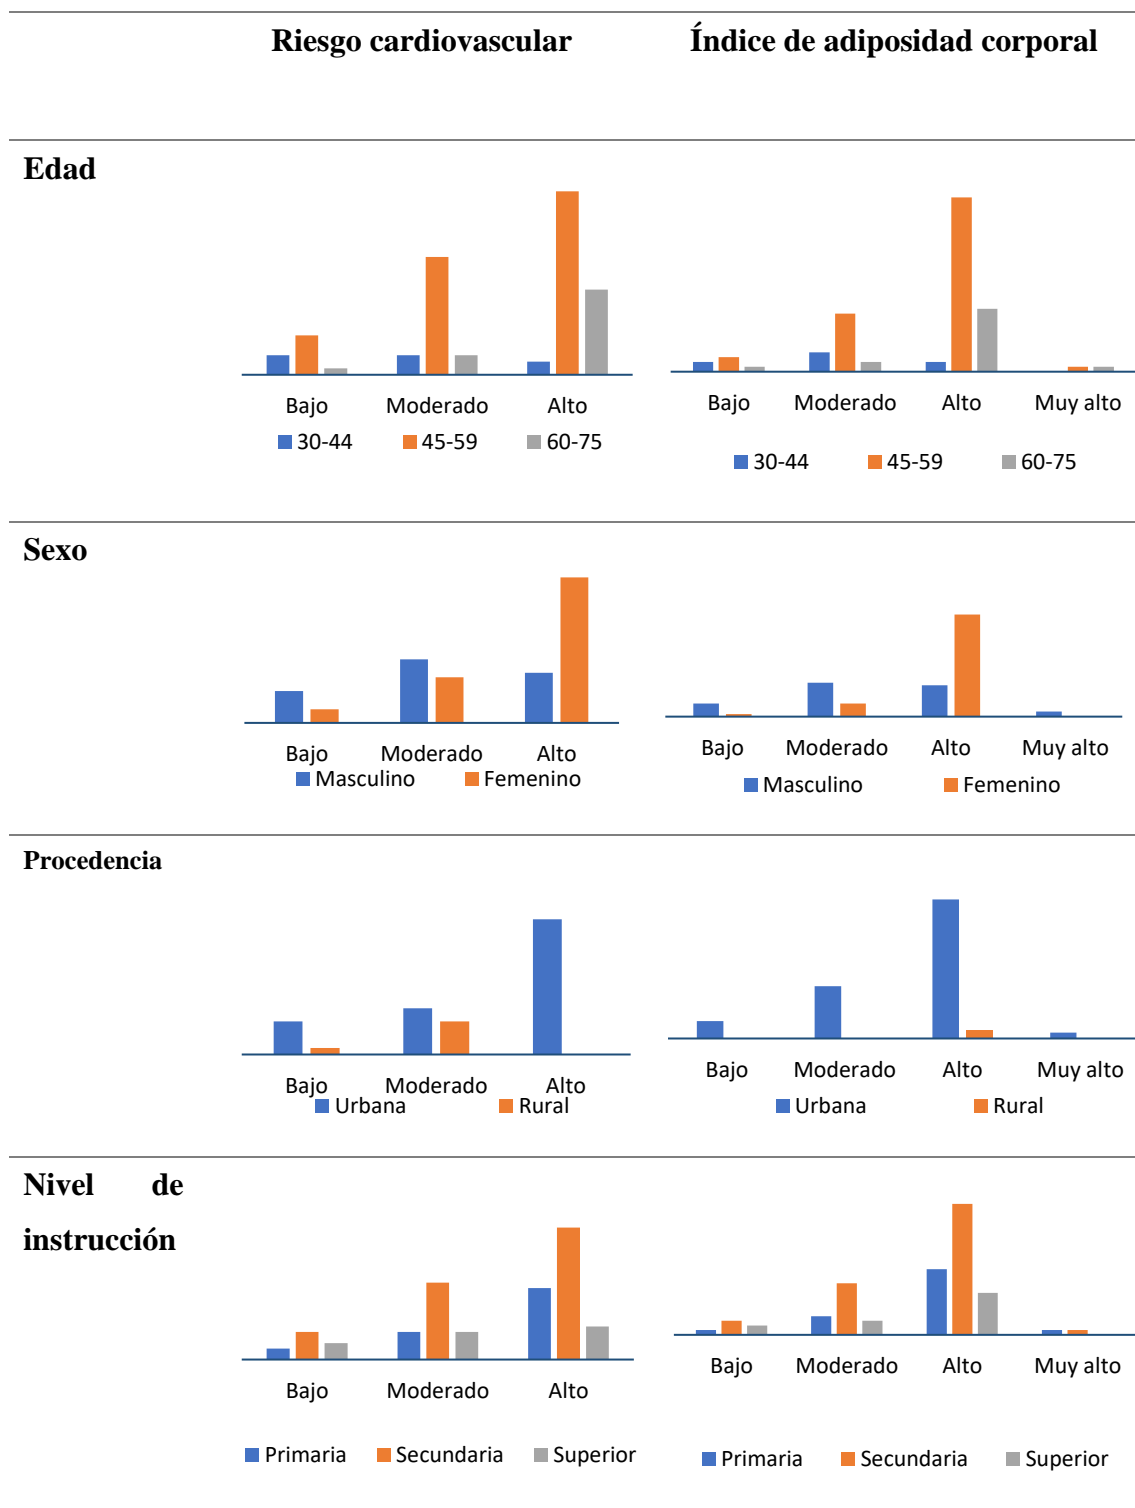 Riesgo cardiovascular Índice de adiposidad corporal
Edad
Bajo Moderado Alto
30-44 45-59 60-75
Bajo Moderado Alto Muy alto
30-44 45-59 60-75
Sexo
Bajo Moderado Alto
Masculino Femenino
Bajo Moderado Alto Muy alto
Masculino Femenino
Procedencia
Bajo Moderado Alto
Urbana Rural
Bajo Moderado Alto Muy alto
Urbana Rural
Nivel de
instrucción
Bajo Moderado Alto
Primaria Secundaria Superior
Bajo Moderado Alto Muy alto
Primaria Secundaria Superior